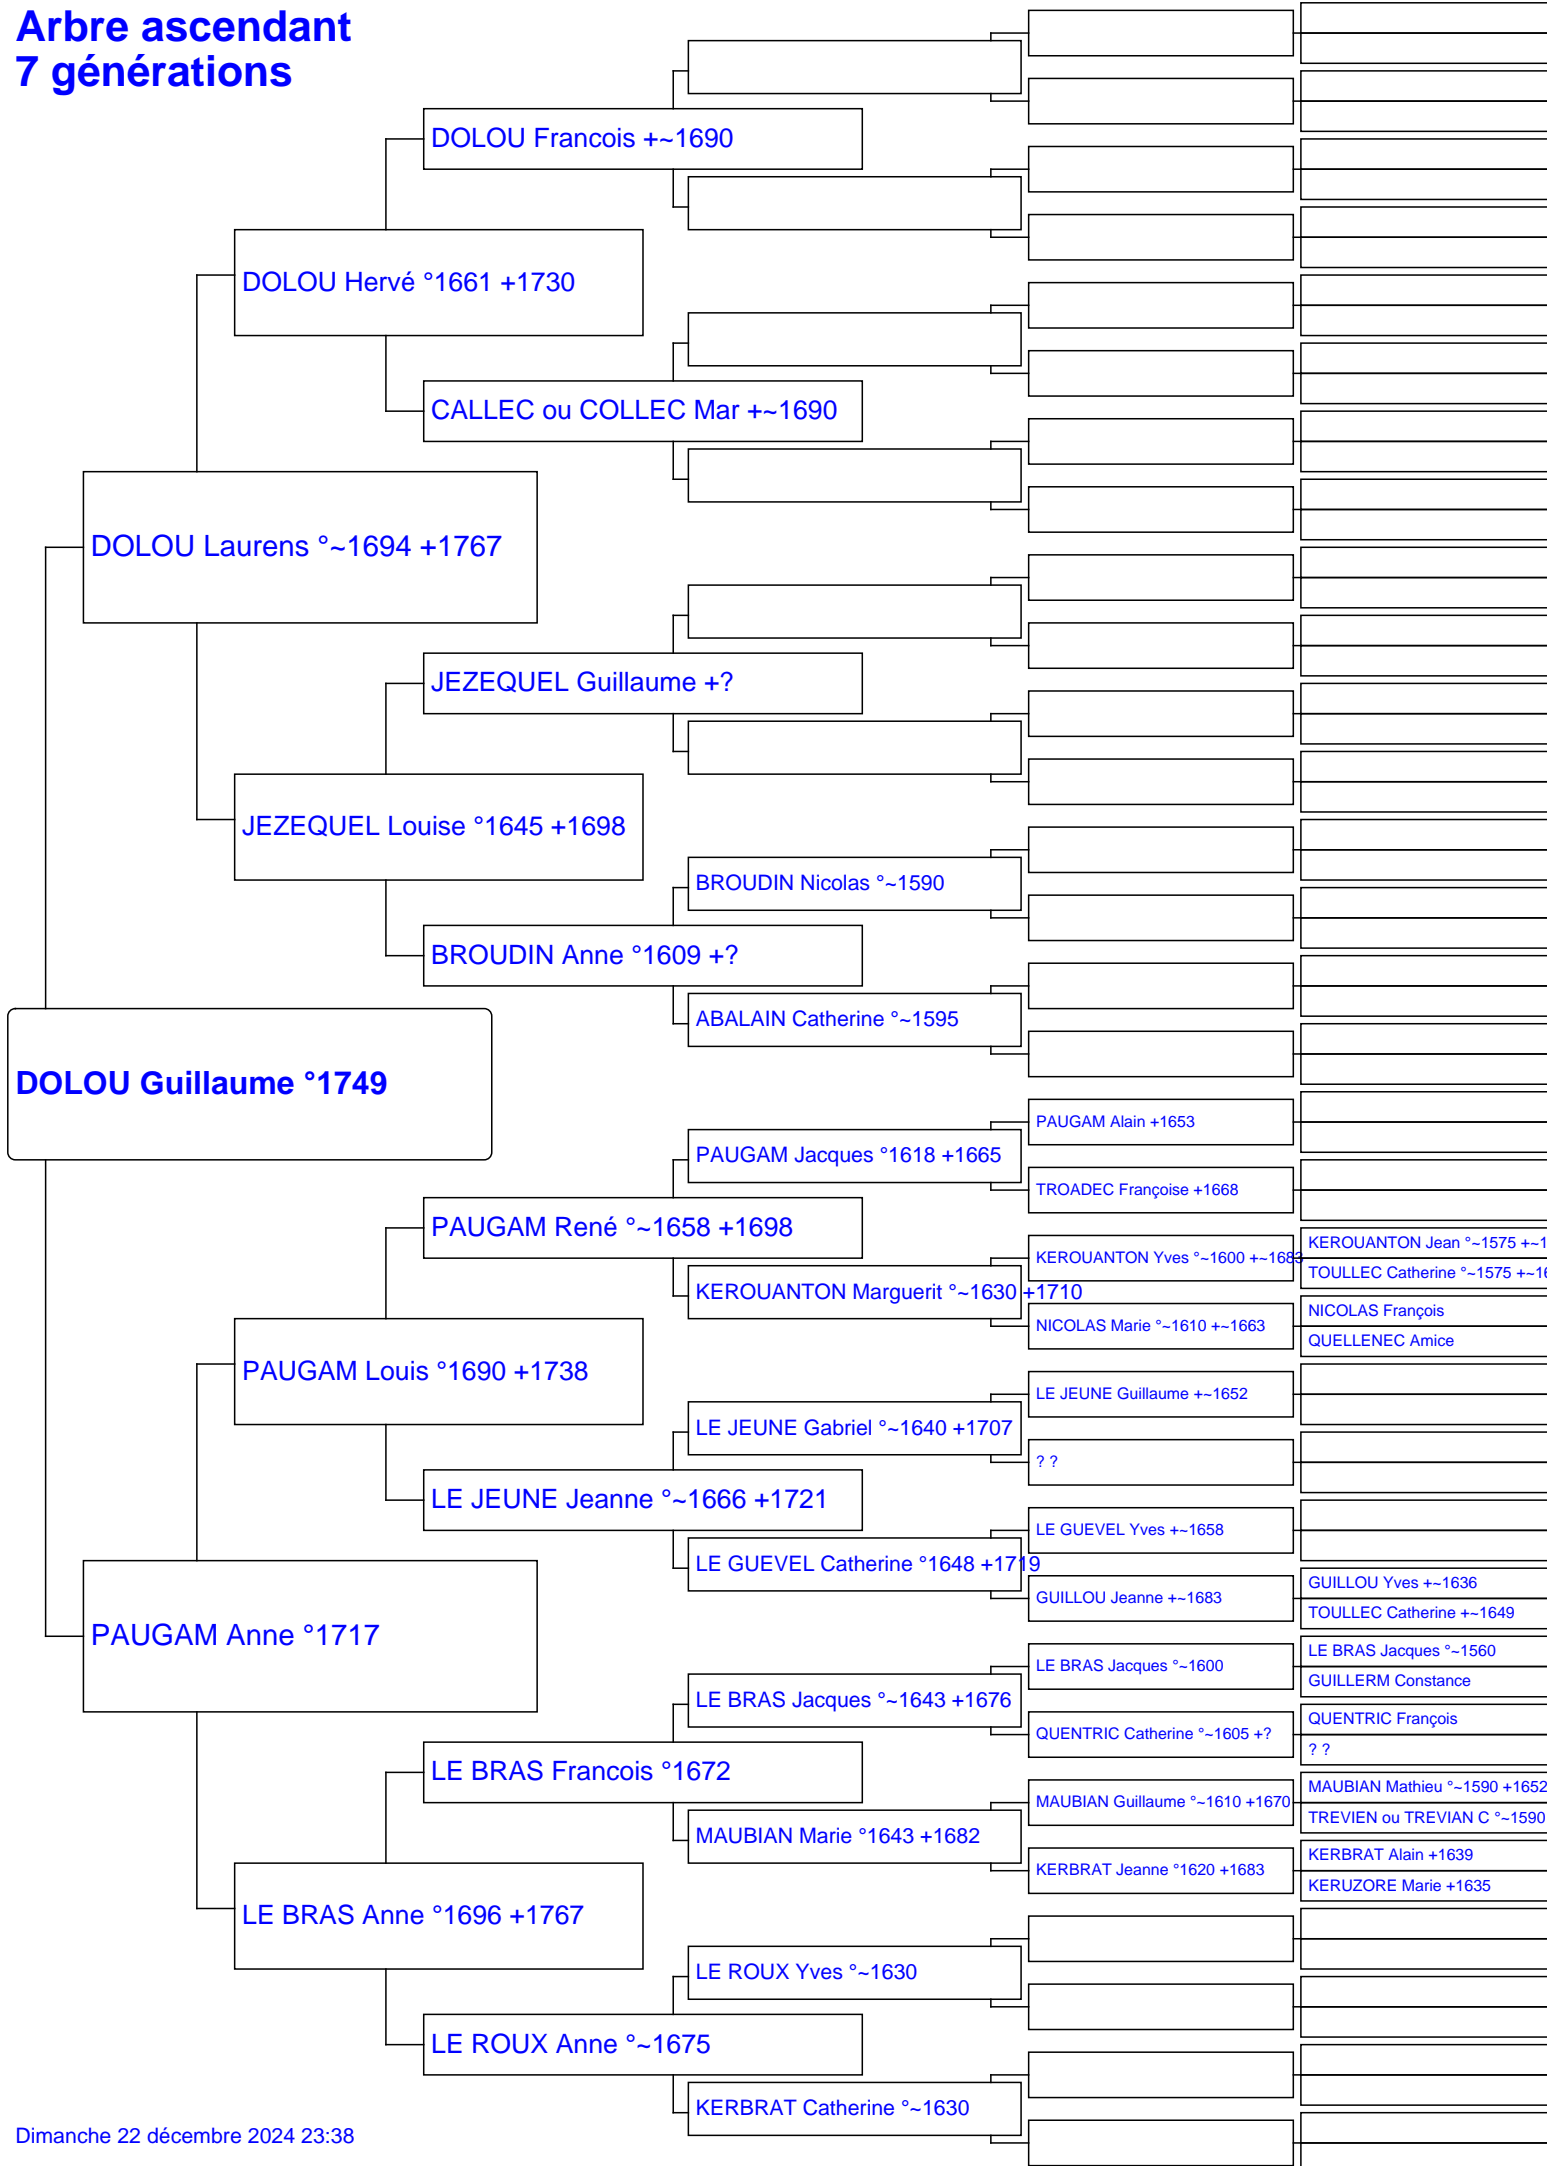 Arbre ascendant
7 générations
DOLOU Francois +~1690
DOLOU Hervé °1661 +1730
CALLEC ou COLLEC Mar +~1690
DOLOU Laurens °~1694 +1767
JEZEQUEL Guillaume +?
JEZEQUEL Louise °1645 +1698
BROUDIN Nicolas °~1590
BROUDIN Anne °1609 +?
ABALAIN Catherine °~1595
DOLOU Guillaume °1749
PAUGAM Alain +1653
PAUGAM Jacques °1618 +1665
TROADEC Françoise +1668
PAUGAM René °~1658 +1698
KEROUANTON Jean °~1575 +~1
KEROUANTON Yves °~1600 +~1683
TOULLEC Catherine °~1575 +~16
KEROUANTON Marguerit °~1630 +1710
NICOLAS François
NICOLAS Marie °~1610 +~1663
QUELLENEC Amice
PAUGAM Louis °1690 +1738
LE JEUNE Guillaume +~1652
LE JEUNE Gabriel °~1640 +1707
? ?
LE JEUNE Jeanne °~1666 +1721
LE GUEVEL Yves +~1658
LE GUEVEL Catherine °1648 +1719
GUILLOU Yves +~1636
GUILLOU Jeanne +~1683
TOULLEC Catherine +~1649
PAUGAM Anne °1717
LE BRAS Jacques °~1560
LE BRAS Jacques °~1600
GUILLERM Constance
LE BRAS Jacques °~1643 +1676
QUENTRIC François
QUENTRIC Catherine °~1605 +?
? ?
LE BRAS Francois °1672
MAUBIAN Mathieu °~1590 +1652
MAUBIAN Guillaume °~1610 +1670
TREVIEN ou TREVIAN C °~1590
MAUBIAN Marie °1643 +1682
KERBRAT Alain +1639
KERBRAT Jeanne °1620 +1683
KERUZORE Marie +1635
LE BRAS Anne °1696 +1767
LE ROUX Yves °~1630
LE ROUX Anne °~1675
KERBRAT Catherine °~1630
Dimanche 22 décembre 2024 23:38